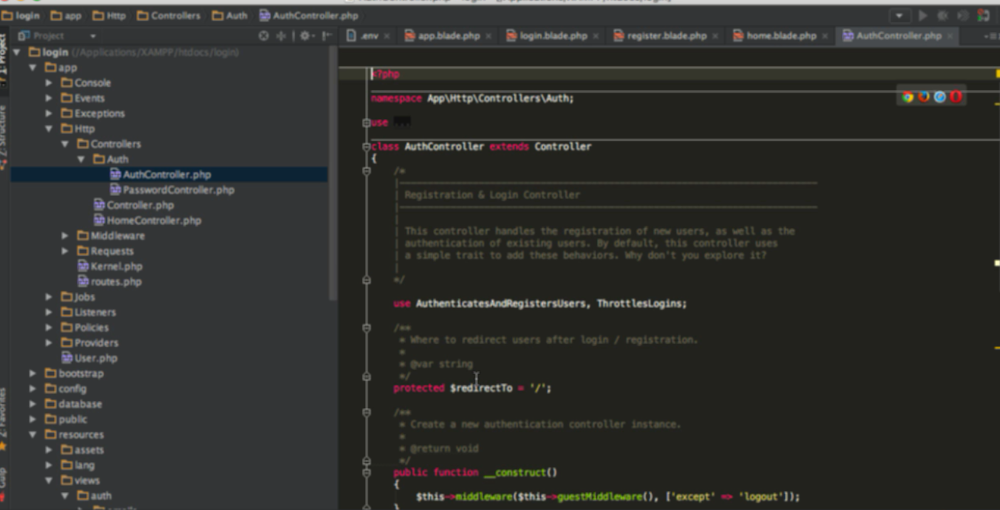 login app Http Controllers Auth AuthController.php
Project
.env app.blade.php login.blade.php register.blade.php home.blade.php AuthController.php
1: Project
Z: Structure
2: Favorites
Gulp
login (/Applications/XAMPP/htdocs/login)
app
Console
Events
Exceptions
Http
Controllers
Auth
AuthController.php
PasswordController.php
Controller.php
HomeController.php
Middleware
Requests
Kernel.php
routes.php
Jobs
Listeners
Policies
Providers
User.php
bootstrap
config
database
public
resources
assets
lang
views
auth
<?php
namespace App\Http\Controllers\Auth;
use ...
class AuthController extends Controller
{
/*
| Registration & Login Controller
|
| This controller handles the registration of new users, as well as the
| authentication of existing users. By default, this controller uses
| a simple trait to add these behaviors. Why don't you explore it?
|
*/
use AuthenticatesAndRegistersUsers, ThrottlesLogins;
/**
* Where to redirect users after login / registration.
*
* @var string
*/
protected $redirectTo = '/';
/**
* Create a new authentication controller instance.
*
* @return void
*/
public function __construct()
{
$this->middleware($this->guestMiddleware(), ['except' => 'logout']);
}